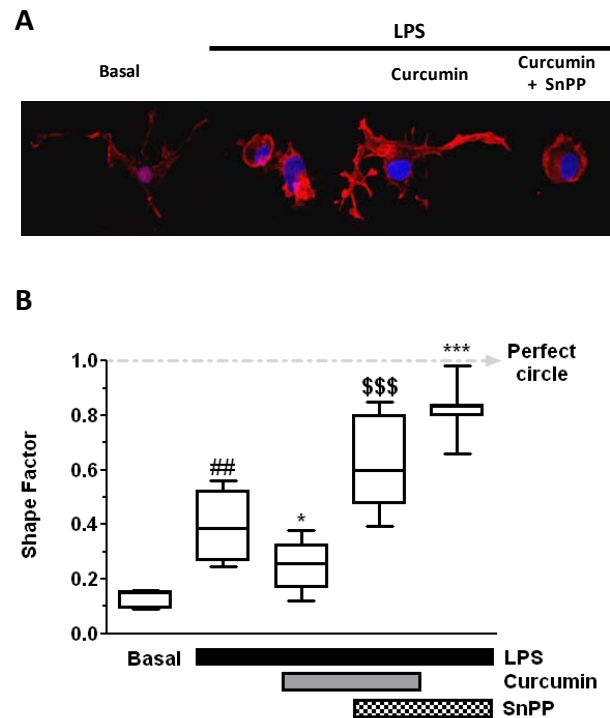 A
LPS
Basal
Curcumin
Curcumin
+ SnPP
B
Shape Factor
1.0
0.8
0.6
0.4
0.2
0.0
##
*
$$$
***
Perfect
circle
Basal
LPS
Curcumin
SnPP